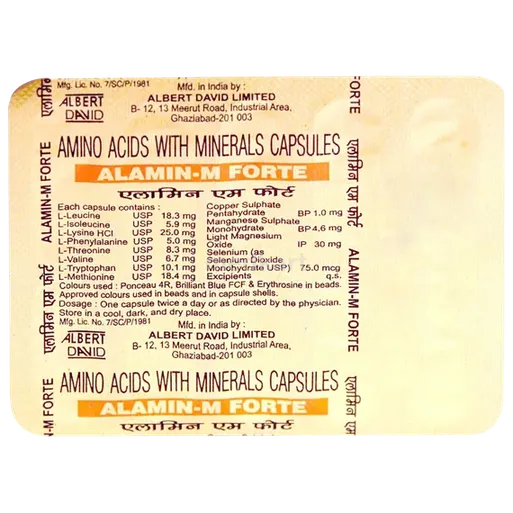 Mfg. Lic. No. 7/SC/P/1981
Mfd. in India by :
ALBERT DAVID
ALBERT DAVID LIMITED
B- 12, 13 Meerut Road, Industrial Area,
Ghaziabad-201 003
AMINO ACIDS WITH MINERALS CAPSULES
ALAMIN-M FORTE
एलामिन एम फोर्ट
Each capsule contains :
L-Leucine USP 18.3 mg
L-Isoleucine USP 5.9 mg
L-Lysine HCl USP 25.0 mg
L-Phenylalanine USP 5.0 mg
L-Threonine USP 8.3 mg
L-Valine USP 6.7 mg
L-Tryptophan USP 10.1 mg
L-Methionine USP 18.4 mg
Copper Sulphate
Pentahydrate BP 1.0 mg
Manganese Sulphate
Monohydrate BP 4.6 mg
Light Magnesium
Oxide IP 30 mg
Selenium (as
Selenium Dioxide
Monohydrate USP) 75.0 mcg
Excipients q.s.
Colours used : Ponceau 4R, Brilliant Blue FCF & Erythrosine in beads.
Approved colours used in beads and in capsule shells.
Dosage : One capsule twice a day or as directed by the physician.
Store in a cool, dark, and dry place.
Mfg. Lic. No. 7/SC/P/1981
Mfd. in India by :
ALBERT DAVID
ALBERT DAVID LIMITED
B- 12, 13 Meerut Road, Industrial Area,
Ghaziabad-201 003
AMINO ACIDS WITH MINERALS CAPSULES
ALAMIN-M FORTE
एलामिन एम फोर्ट
एलामिन
ALAMIN-M FORTE
एलामिन एम फोर्ट
-M FORTE
FORTE
एलामिन एम फोर्ट
ALAMIN-M FORTE
एलामिन